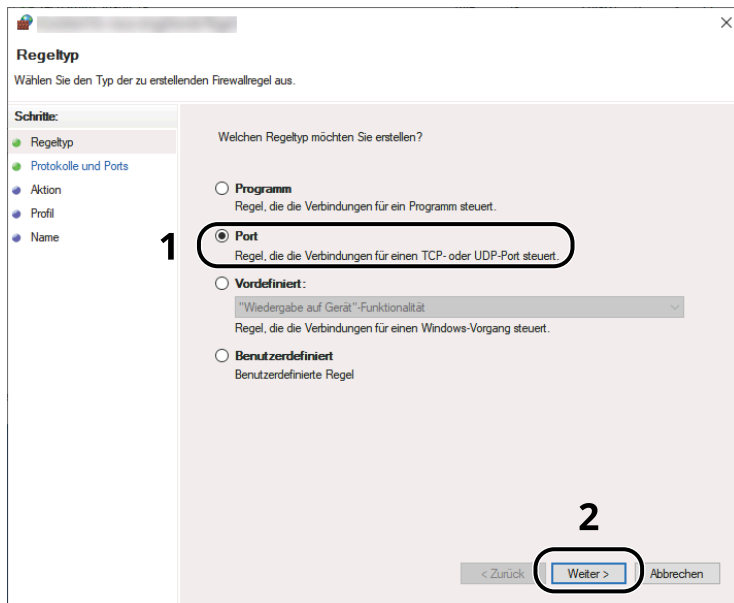 Regeltyp
Wählen Sie den Typ der zu erstellenden Firewallregel aus.
Schritte:
Regeltyp
Protokolle und Ports
Aktion
Profil
Name
Welchen Regeltyp möchten Sie erstellen?
Programm
Regel, die die Verbindungen für ein Programm steuert.
1
Port
Regel, die die Verbindungen für einen TCP- oder UDP-Port steuert.
Vordefiniert:
"Wiedergabe auf Gerät"-Funktionalität
Regel, die die Verbindungen für einen Windows-Vorgang steuert.
Benutzerdefiniert
Benutzerdefinierte Regel
2
< Zurück
Weiter >
Abbrechen